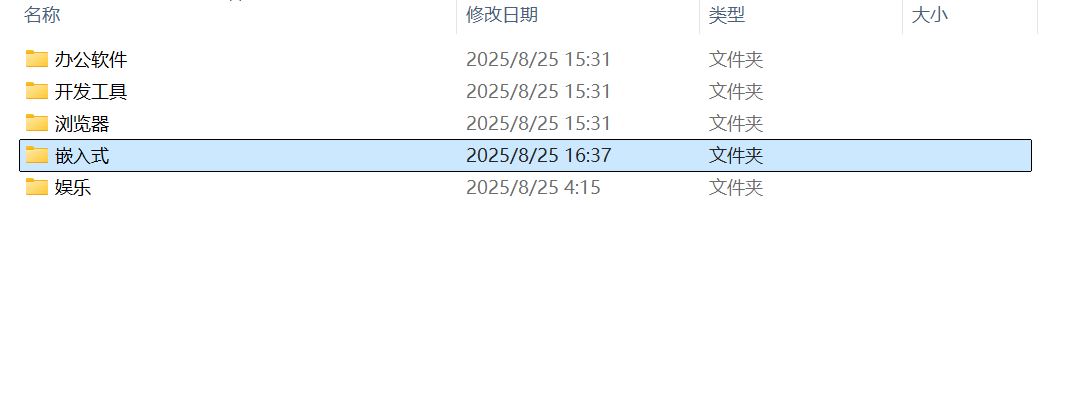 名称 修改日期 类型 大小
办公软件 2025/8/25 15:31 文件夹
开发工具 2025/8/25 15:31 文件夹
浏览器 2025/8/25 15:31 文件夹
嵌入式 2025/8/25 16:37 文件夹
娱乐 2025/8/25 4:15 文件夹